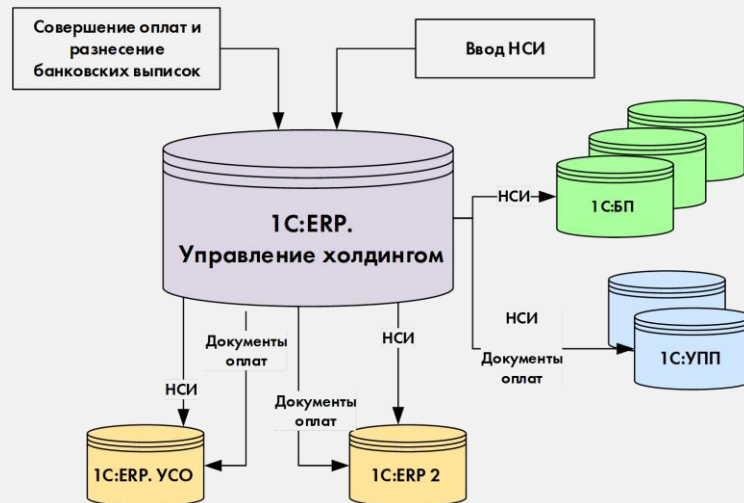 Совершение оплат и
разнесение
банковских выписок
Ввод НСИ
1С:ERP.
Управление холдингом
НСИ
1С:БП
НСИ
Документы
оплат
1С:УПП
НСИ
Документы
оплат
Документы
оплат
НСИ
1С:ERP. УСО
1С:ERP 2